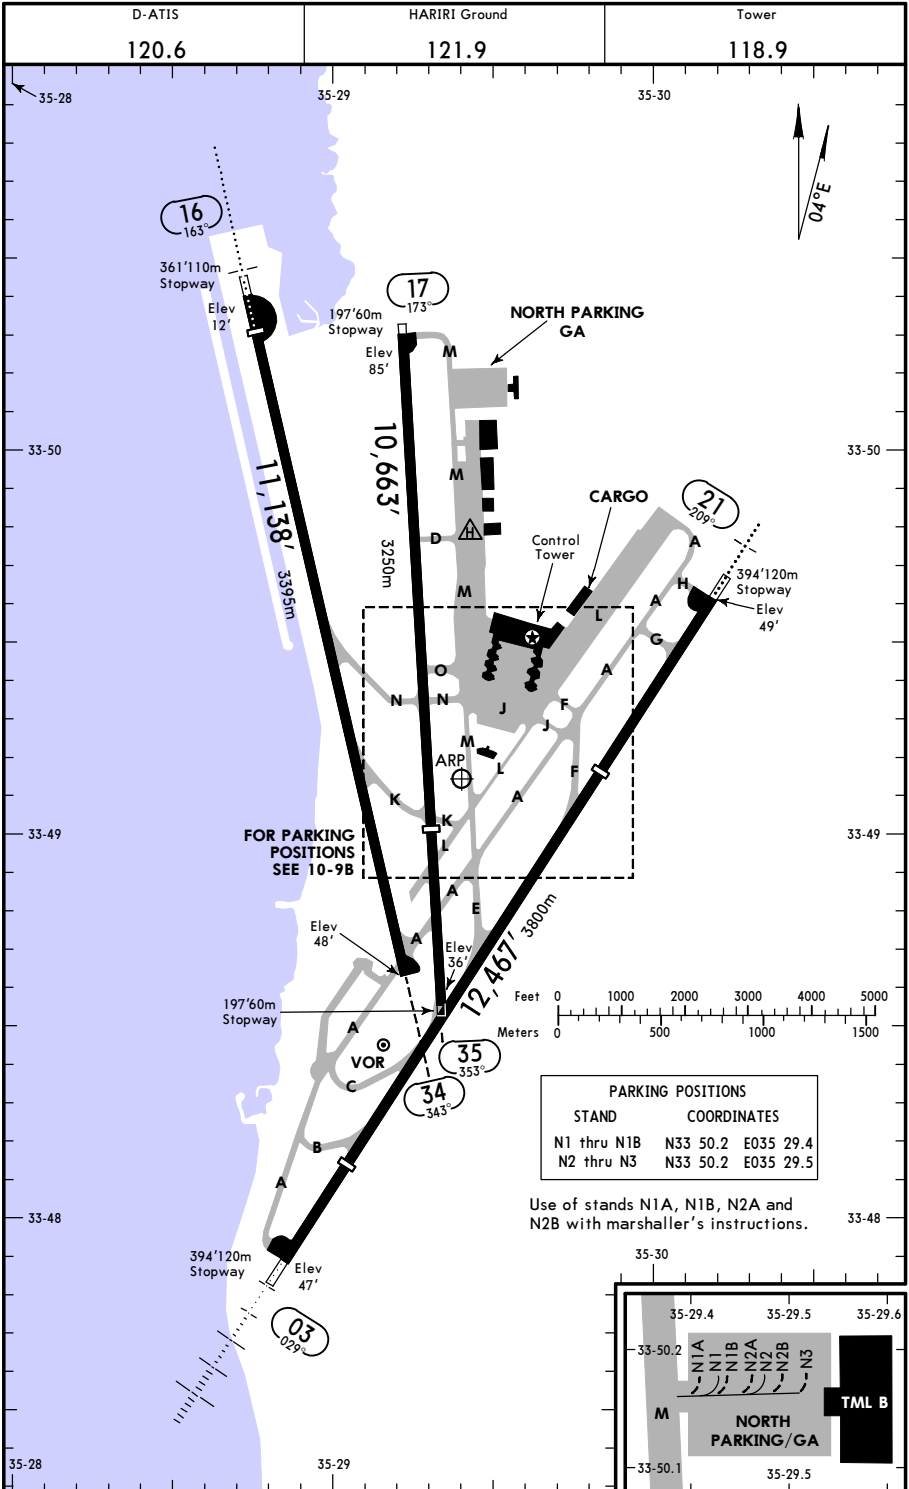 D-ATIS
120.6
HARIRI Ground
121.9
Tower
118.9
35-28
35-29
35-30
04°E
16
163°
361'110m
Stopway
Elev
12'
17
173°
197'60m
Stopway
Elev
85'
NORTH PARKING
GA
M
33-50
33-50
10,663'
3250m
11,138'
3395m
M
D
H
CARGO
Control
Tower
21
209°
A
H
394'120m
Stopway
Elev
49'
M
L
A
G
O
A
N
N
J
F
J
M
ARP
L
F
K
A
K
L
33-49
33-49
FOR PARKING
POSITIONS
SEE 10-9B
A
E
3800m
12,467'
Elev
48'
A
Elev
36'
197'60m
Stopway
Feet 0 1000 2000 3000 4000 5000
Meters 0 500 1000 1500
A
VOR
35
353°
C
34
343°
PARKING POSITIONS
STAND COORDINATES
N1 thru N1B N33 50.2 E035 29.4
N2 thru N3 N33 50.2 E035 29.5
B
A
Use of stands N1A, N1B, N2A and
N2B with marshaller's instructions.
33-48
33-48
394'120m
Stopway
Elev
47'
03
029°
35-30
35-29.4
35-29.5
35-29.6
33-50.2
N1A
N1
N1B
N2A
N2
N2B
N3
TML B
M
NORTH
PARKING/GA
33-50.1
35-29.5
35-28
35-29